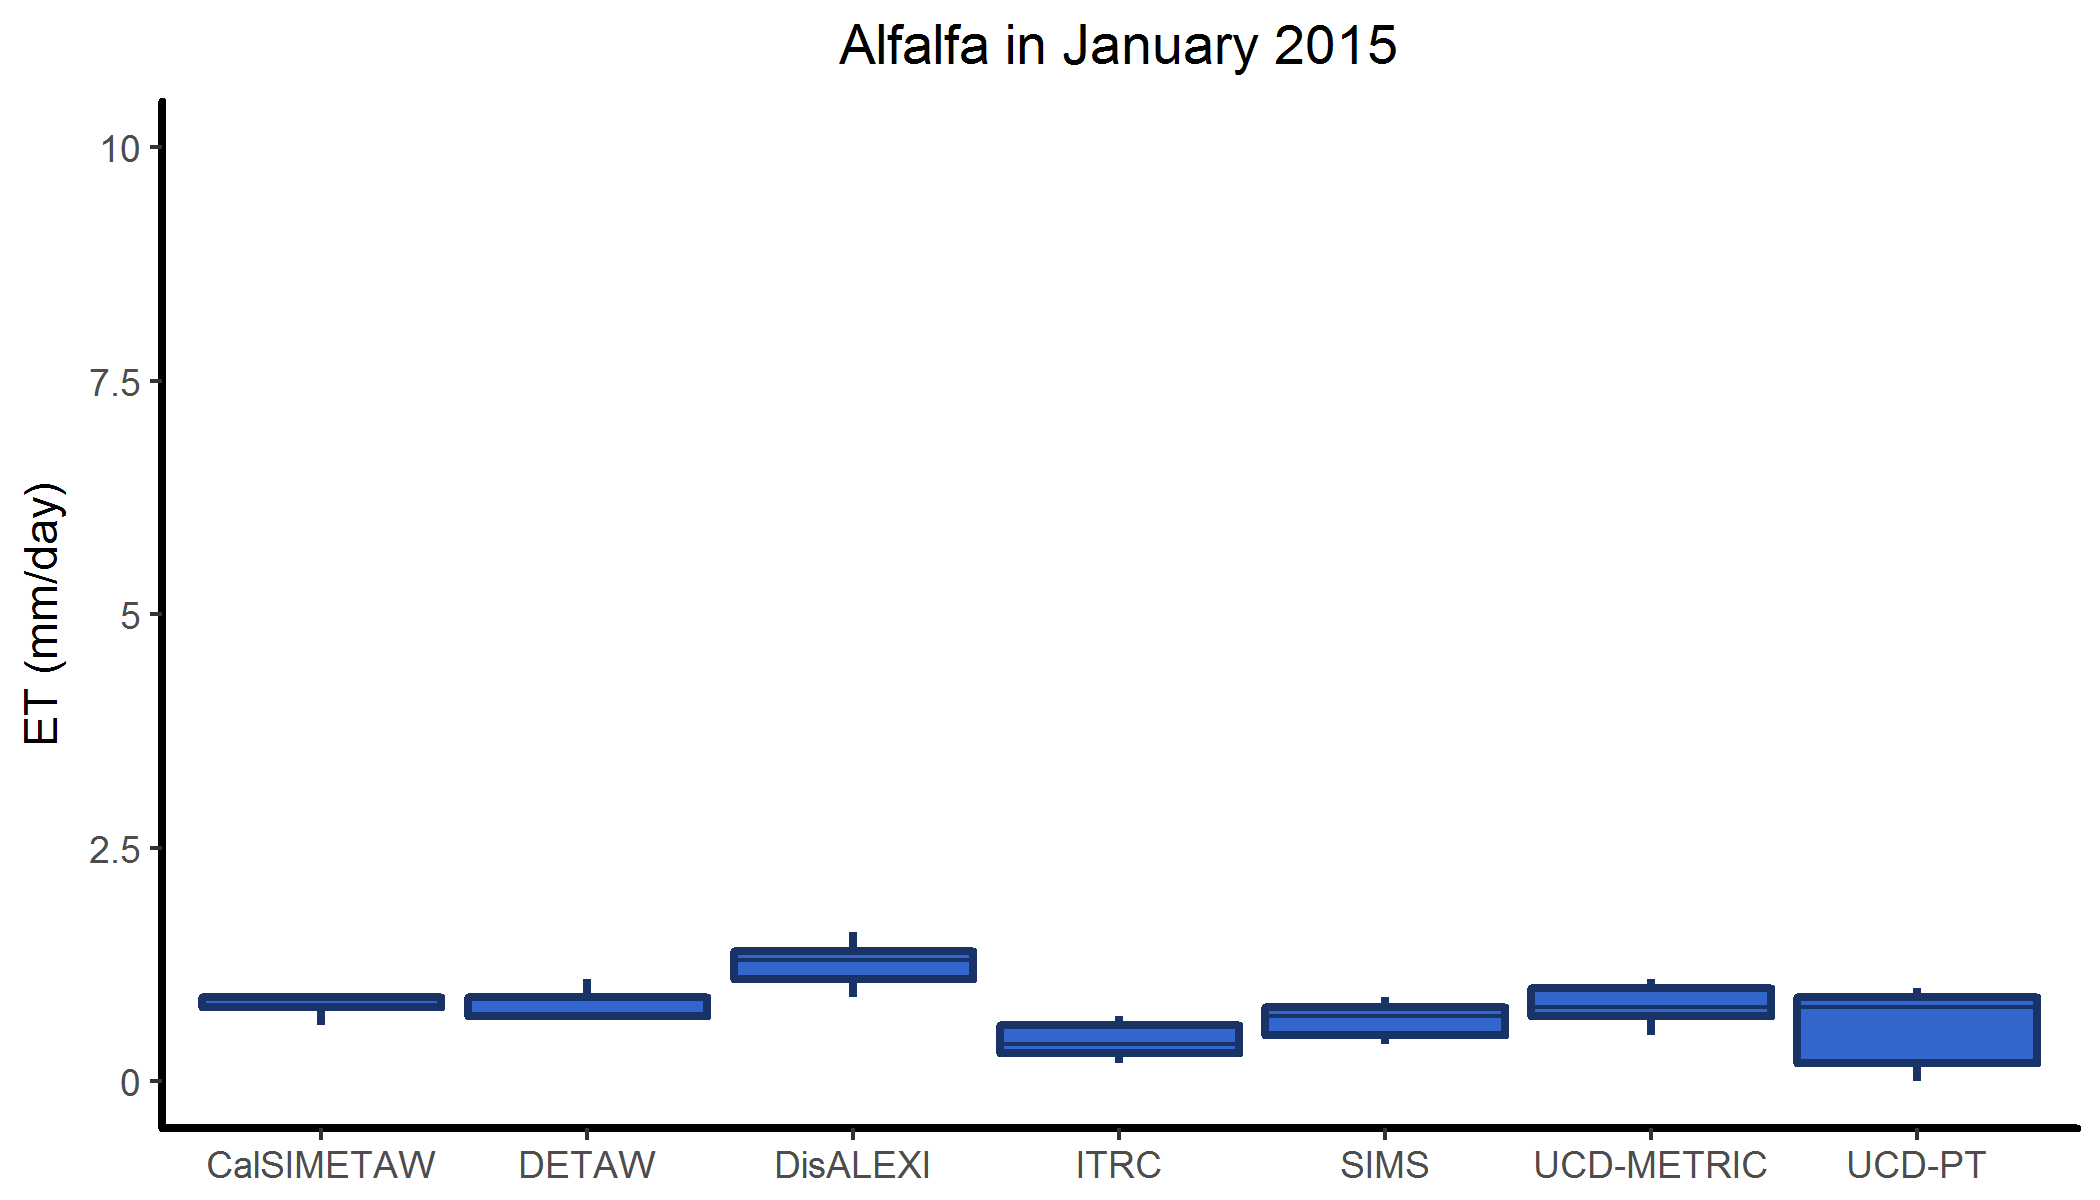 Alfalfa in January 2015
10
7.5
5
2.5
0
ET (mm/day)
CalSIMETAW DETAW DisALEXI ITRC SIMS UCD-METRIC UCD-PT